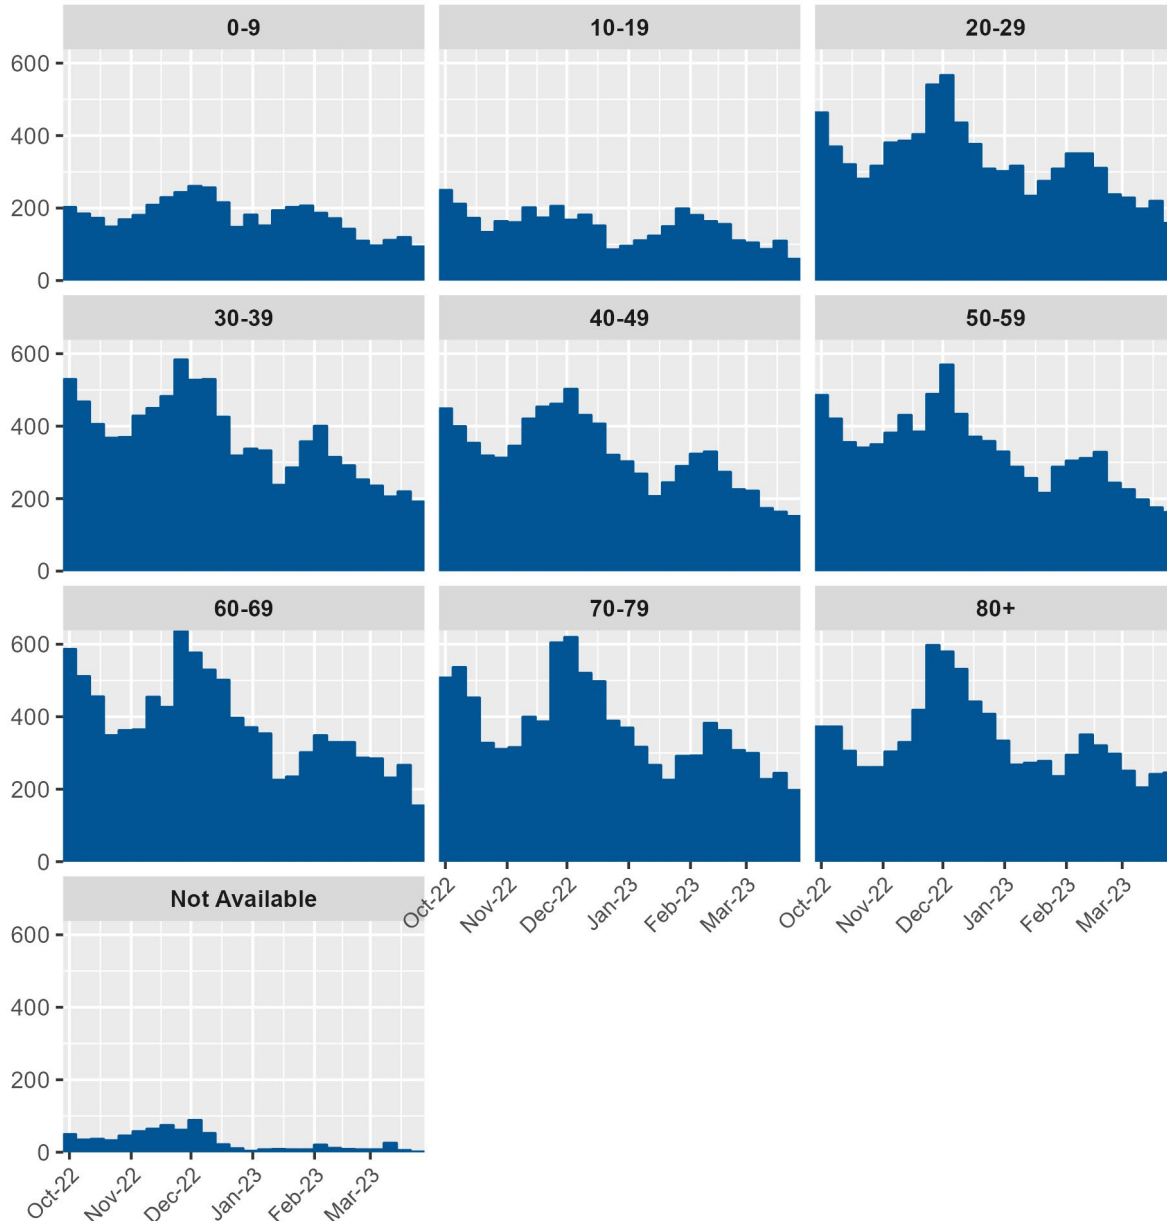 0-9
10-19
20-29
600
400
200
0
30-39
40-49
50-59
600
400
200
0
60-69
70-79
80+
600
400
200
0
Oct-22
Nov-22
Dec-22
Jan-23
Feb-23
Mar-23
Oct-22
Nov-22
Dec-22
Jan-23
Feb-23
Mar-23
Not Available
600
400
200
0
Oct-22
Nov-22
Dec-22
Jan-23
Feb-23
Mar-23